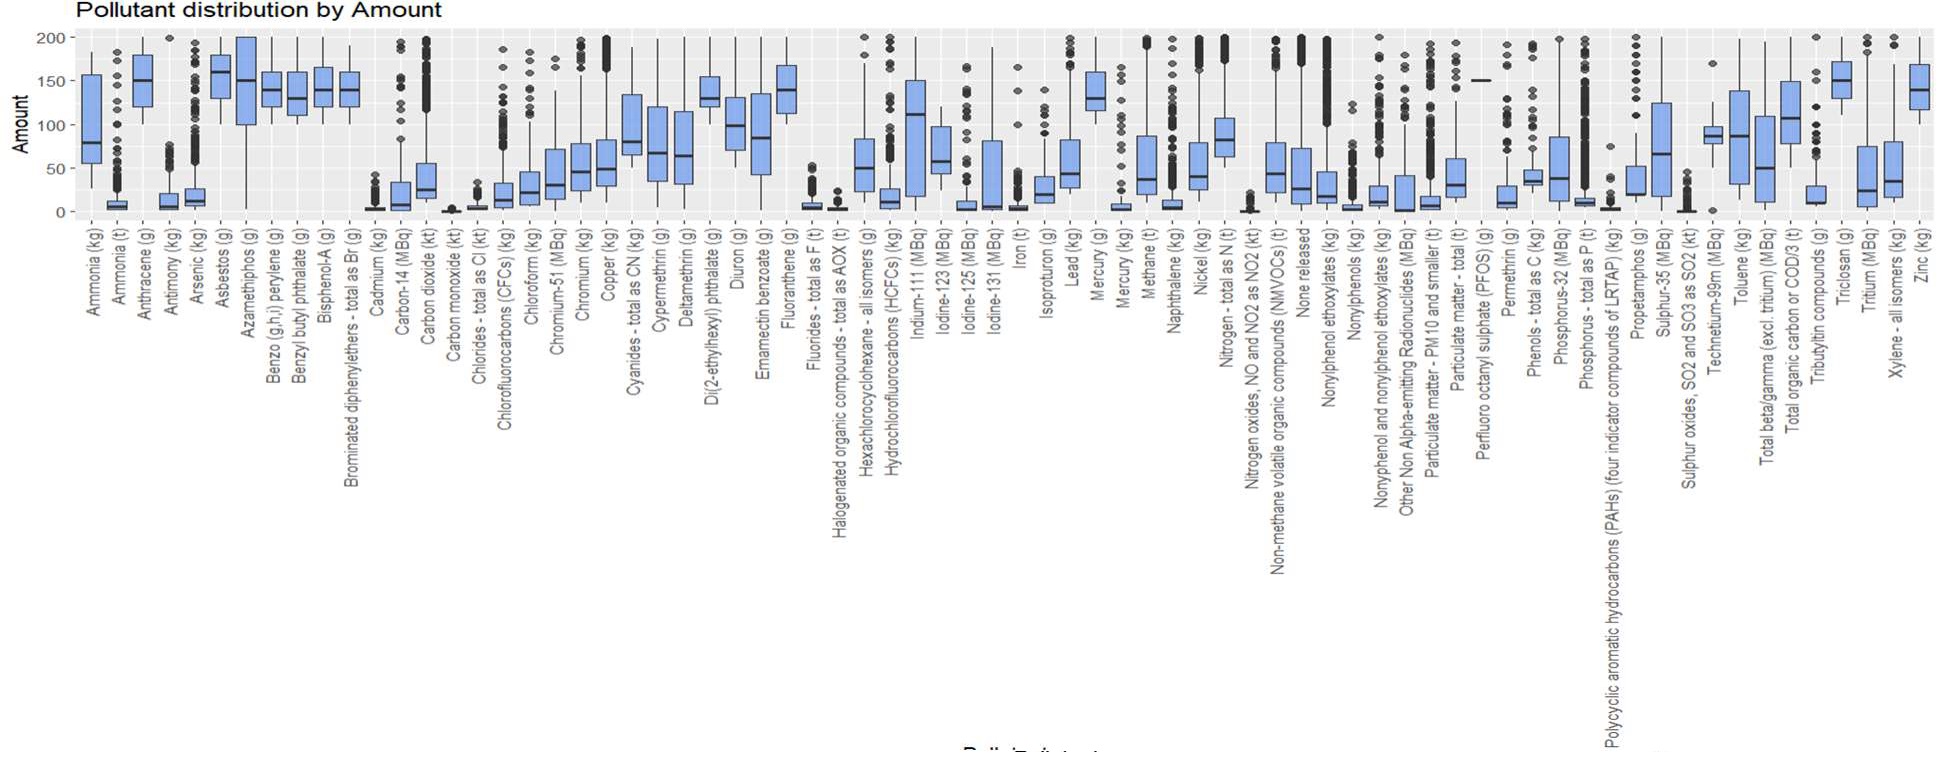 Pollutant distribution by Amount
Amount
200
150
100
50
0
Ammonia (kg)
Ammonia (t)
Anthracene (g)
Antimony (kg)
Arsenic (kg)
Asbestos (g)
Azamethiphos (g)
Benzo (g,h,i) perylene (g)
Benzyl butyl phthalate (g)
Bisphenol-A (g)
Brominated diphenylethers - total as Br (g)
Cadmium (kg)
Carbon-14 (MBq)
Carbon dioxide (kt)
Carbon monoxide (kt)
Chlorides - total as Cl (kt)
Chlorofluorocarbons (CFCs) (kg)
Chloroform (kg)
Chromium-51 (MBq)
Chromium (kg)
Copper (kg)
Cyanides - total as CN (kg)
Cypermethrin (g)
Deltamethrin (g)
Di(2-ethylhexyl) phthalate (g)
Diuron (g)
Emamectin benzoate (g)
Fluoranthene (g)
Fluorides - total as F (t)
Halogenated organic compounds - total as AOX (t)
Hexachlorocyclohexane - all isomers (g)
Hydrochlorofluorocarbons (HCFCs) (kg)
Indium-111 (MBq)
Iodine-123 (MBq)
Iodine-125 (MBq)
Iodine-131 (MBq)
Iron (t)
Isoproturon (g)
Lead (kg)
Mercury (g)
Mercury (kg)
Methane (t)
Naphthalene (kg)
Nickel (kg)
Nitrogen - total as N (t)
Nitrogen oxides, NO and NO2 as NO2 (kt)
Non-methane volatile organic compounds (NMVOCs) (t)
None released
Nonylphenol ethoxylates (kg)
Nonylphenols (kg)
Nonyphenol and nonylphenol ethoxylates (kg)
Other Non Alpha-emitting Radionuclides (MBq)
Particulate matter - PM10 and smaller (t)
Particulate matter - total (t)
Perfluoro octanyl sulphate (PFOS) (g)
Permethrin (g)
Phenols - total as C (kg)
Phosphorus-32 (MBq)
Phosphorus - total as P (t)
Polycyclic aromatic hydrocarbons (PAHs) (four indicator compounds of LRTAP) (kg)
Propetamphos (g)
Sulphur-35 (MBq)
Sulphur oxides, SO2 and SO3 as SO2 (kt)
Technetium-99m (MBq)
Toluene (kg)
Total beta/gamma (excl. tritium) (MBq)
Total organic carbon or COD/3 (t)
Tributyltin compounds (g)
Triclosan (g)
Tritium (MBq)
Xylene - all isomers (kg)
Zinc (kg)